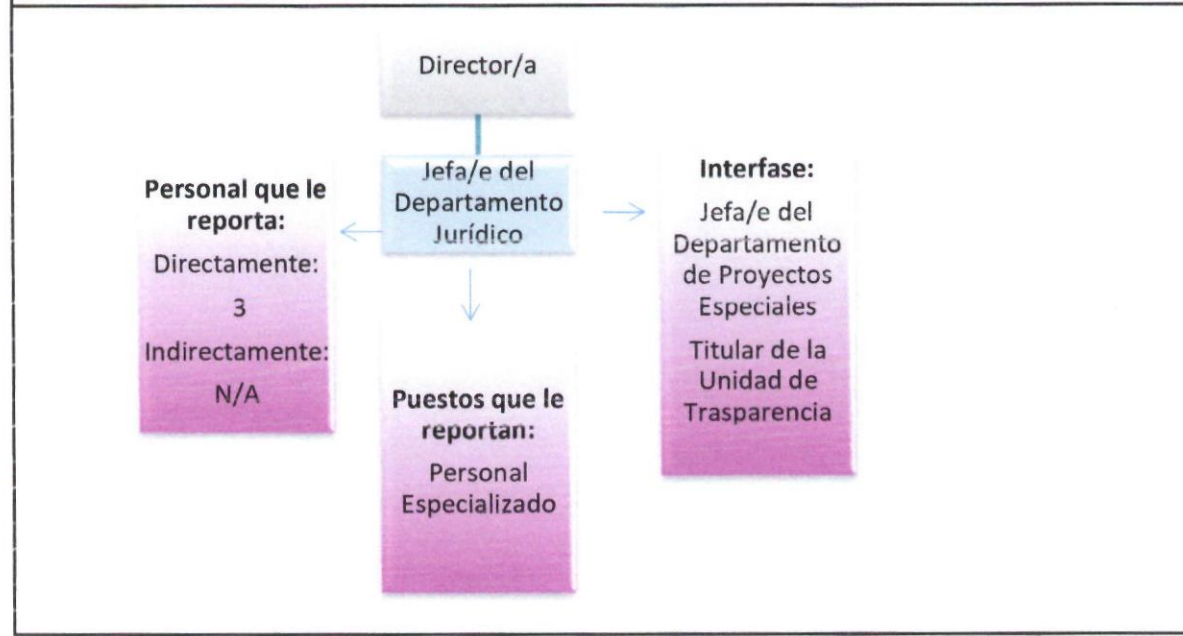 Director/a
Jefa/e del
Departamento
Jurídico
Personal que le
reporta:
Directamente:
3
Indirectamente:
N/A
Puestos que le
reportan:
Personal
Especializado
Interfase:
Jefa/e del
Departamento
de Proyectos
Especiales
Titular de la
Unidad de
Trasparencia